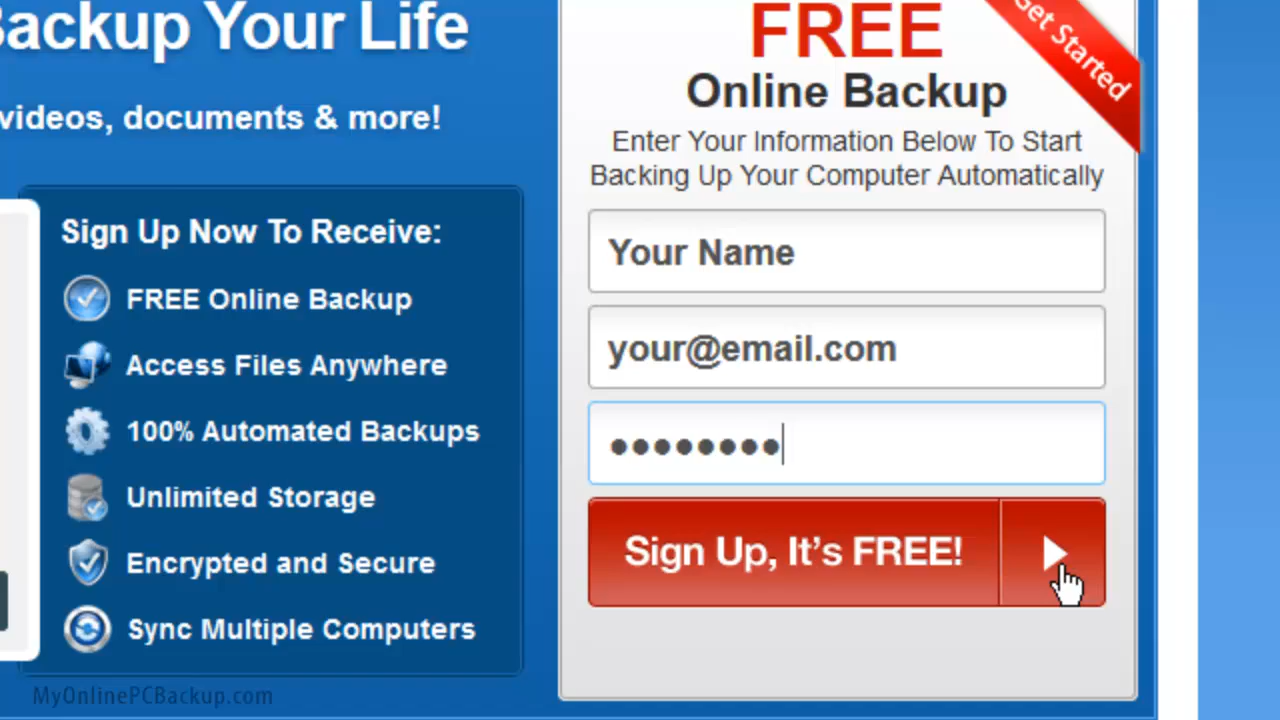 Backup Your Life
videos, documents & more!
Sign Up Now To Receive:
FREE Online Backup
Access Files Anywhere
100% Automated Backups
Unlimited Storage
Encrypted and Secure
Sync Multiple Computers
MyOnlinePCBackup.com
Get Started
FREE
Online Backup
Enter Your Information Below To Start
Backing Up Your Computer Automatically
Your Name
your@email.com
••••••••
Sign Up, It's FREE!